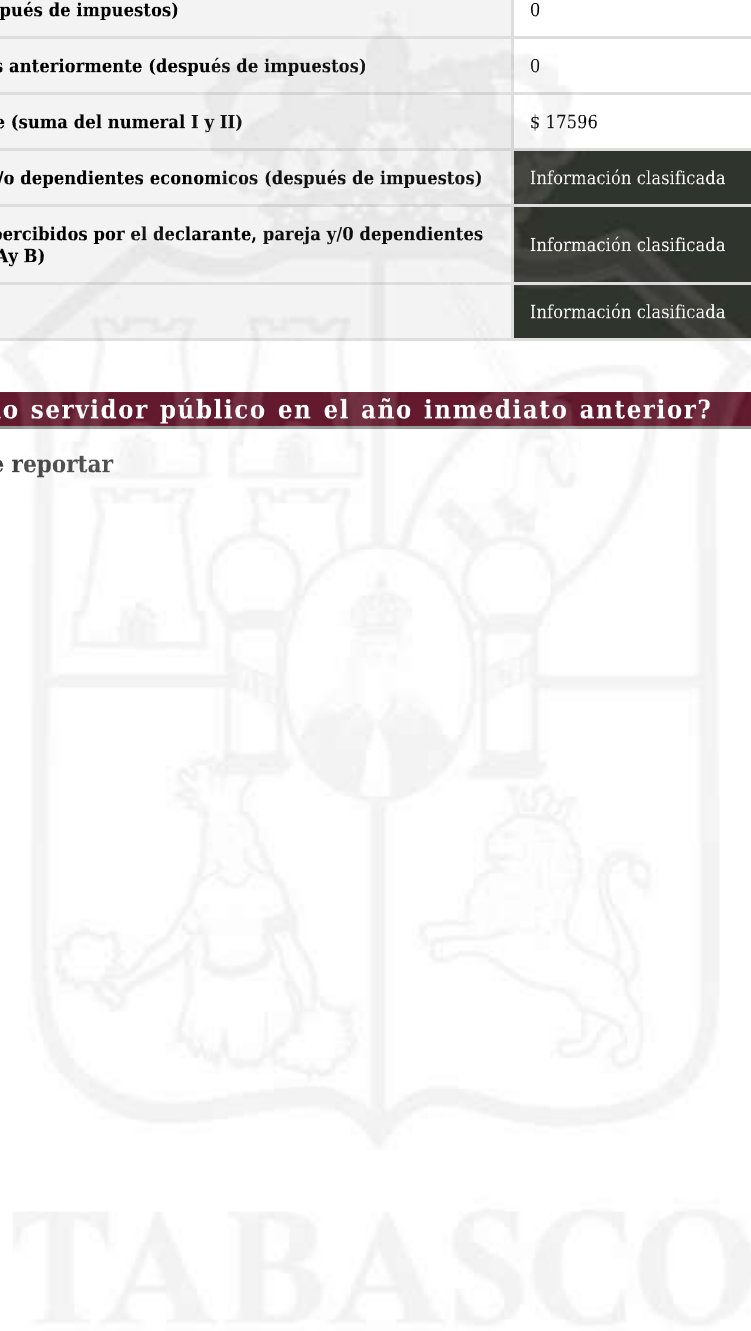 pués de impuestos)
0
s anteriormente (después de impuestos)
0
e (suma del numeral I y II)
$ 17596
/o dependientes economicos (después de impuestos)
Información clasificada
percibidos por el declarante, pareja y/0 dependientes
Ay B)
Información clasificada
Información clasificada
o servidor público en el año inmediato anterior?
e reportar
TABASCO